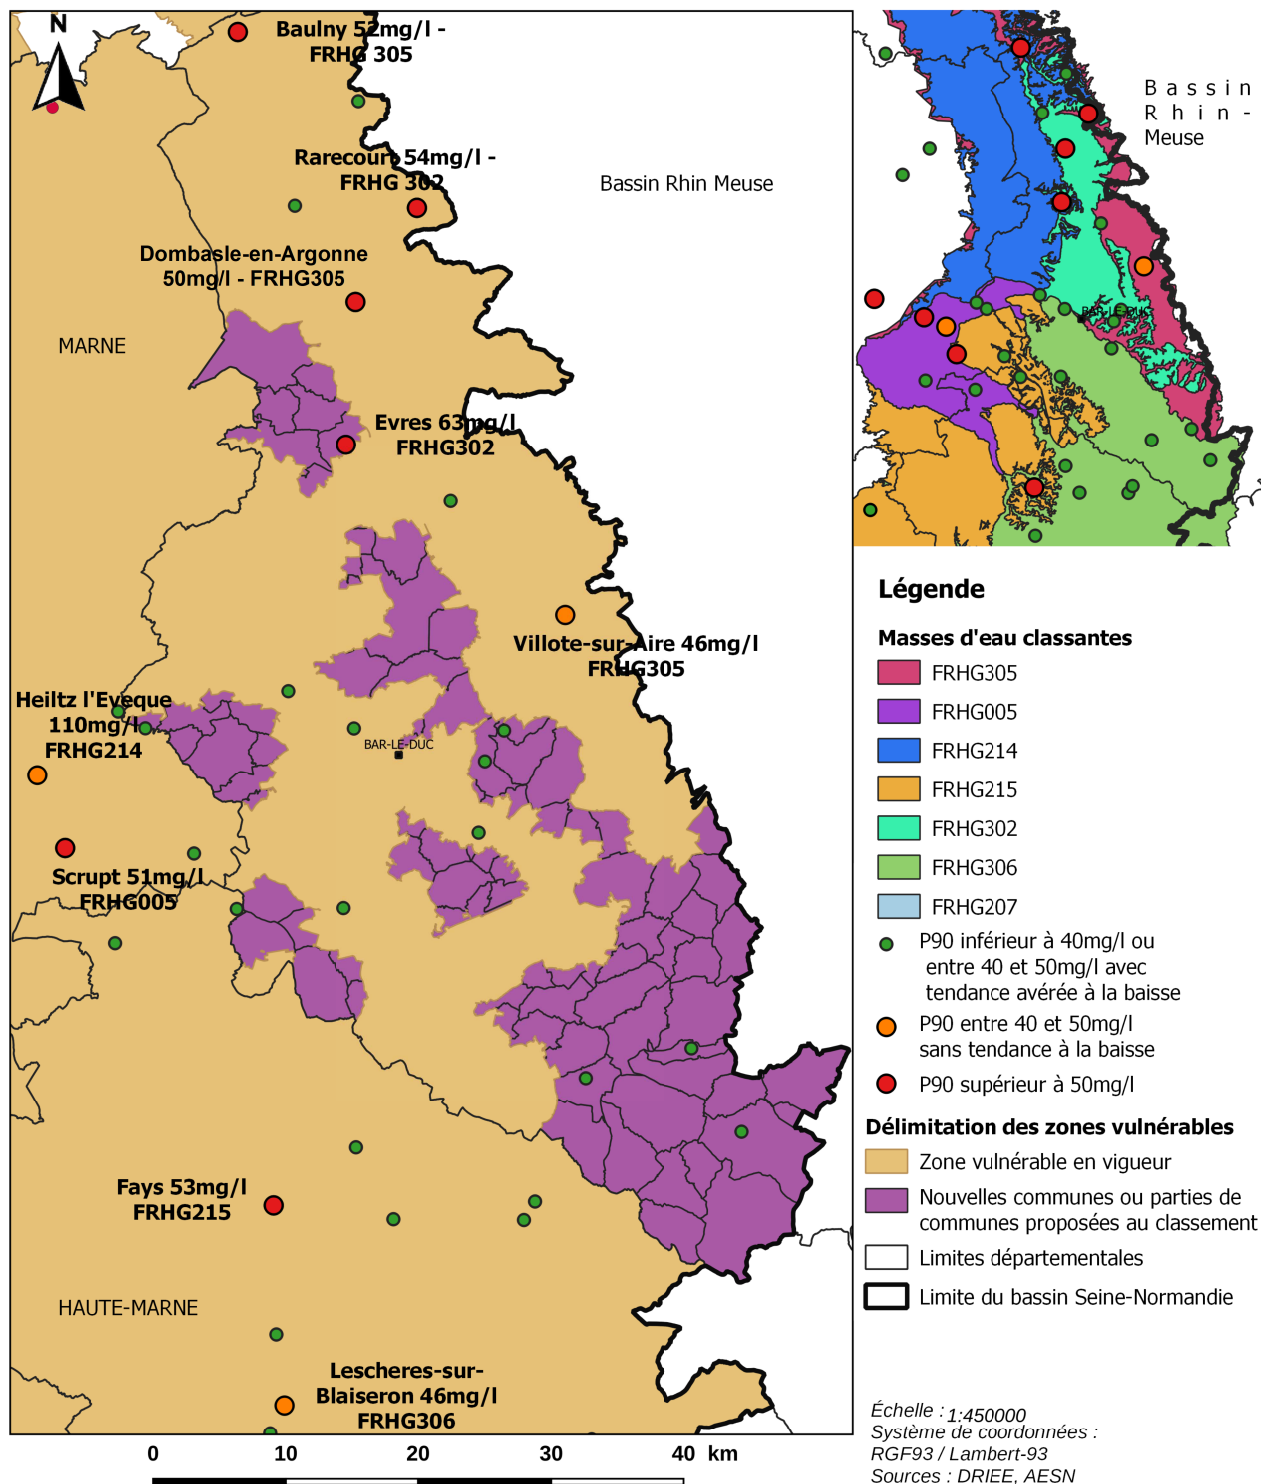 N
Baulny 52mg/l -
FRHG 305
Rarecourt 54mg/l -
FRHG 302
Bassin Rhin Meuse
Dombasle-en-Argonne
50mg/l - FRHG305
MARNE
Evres 63mg/l
FRHG302
Villote-sur-Aire 46mg/l
FRHG305
Heiltz l'Eveque
110mg/l
FRHG214
BAR-LE-DUC
Scrupt 51mg/l
FRHG005
Fays 53mg/l
FRHG215
HAUTE-MARNE
Lescheres-sur-
Blaiseron 46mg/l
FRHG306
0 10 20 30 40 km
Bassin
Rhin-
Meuse
BAR-LE-DUC
Légende
Masses d'eau classantes
FRHG305
FRHG005
FRHG214
FRHG215
FRHG302
FRHG306
FRHG207
P90 inférieur à 40mg/l ou
entre 40 et 50mg/l avec
tendance avérée à la baisse
P90 entre 40 et 50mg/l
sans tendance à la baisse
P90 supérieur à 50mg/l
Délimitation des zones vulnérables
Zone vulnérable en vigueur
Nouvelles communes ou parties de
communes proposées au classement
Limites départementales
Limite du bassin Seine-Normandie
Échelle : 1:450000
Système de coordonnées :
RGF93 / Lambert-93
Sources : DRIEE, AESN